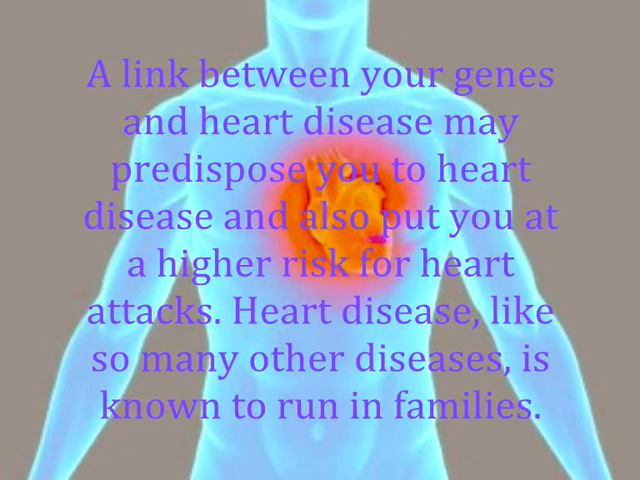 A link between your genes
and heart disease may
predispose you to heart
disease and also put you at
a higher risk for heart
attacks. Heart disease, like
so many other diseases, is
known to run in families.